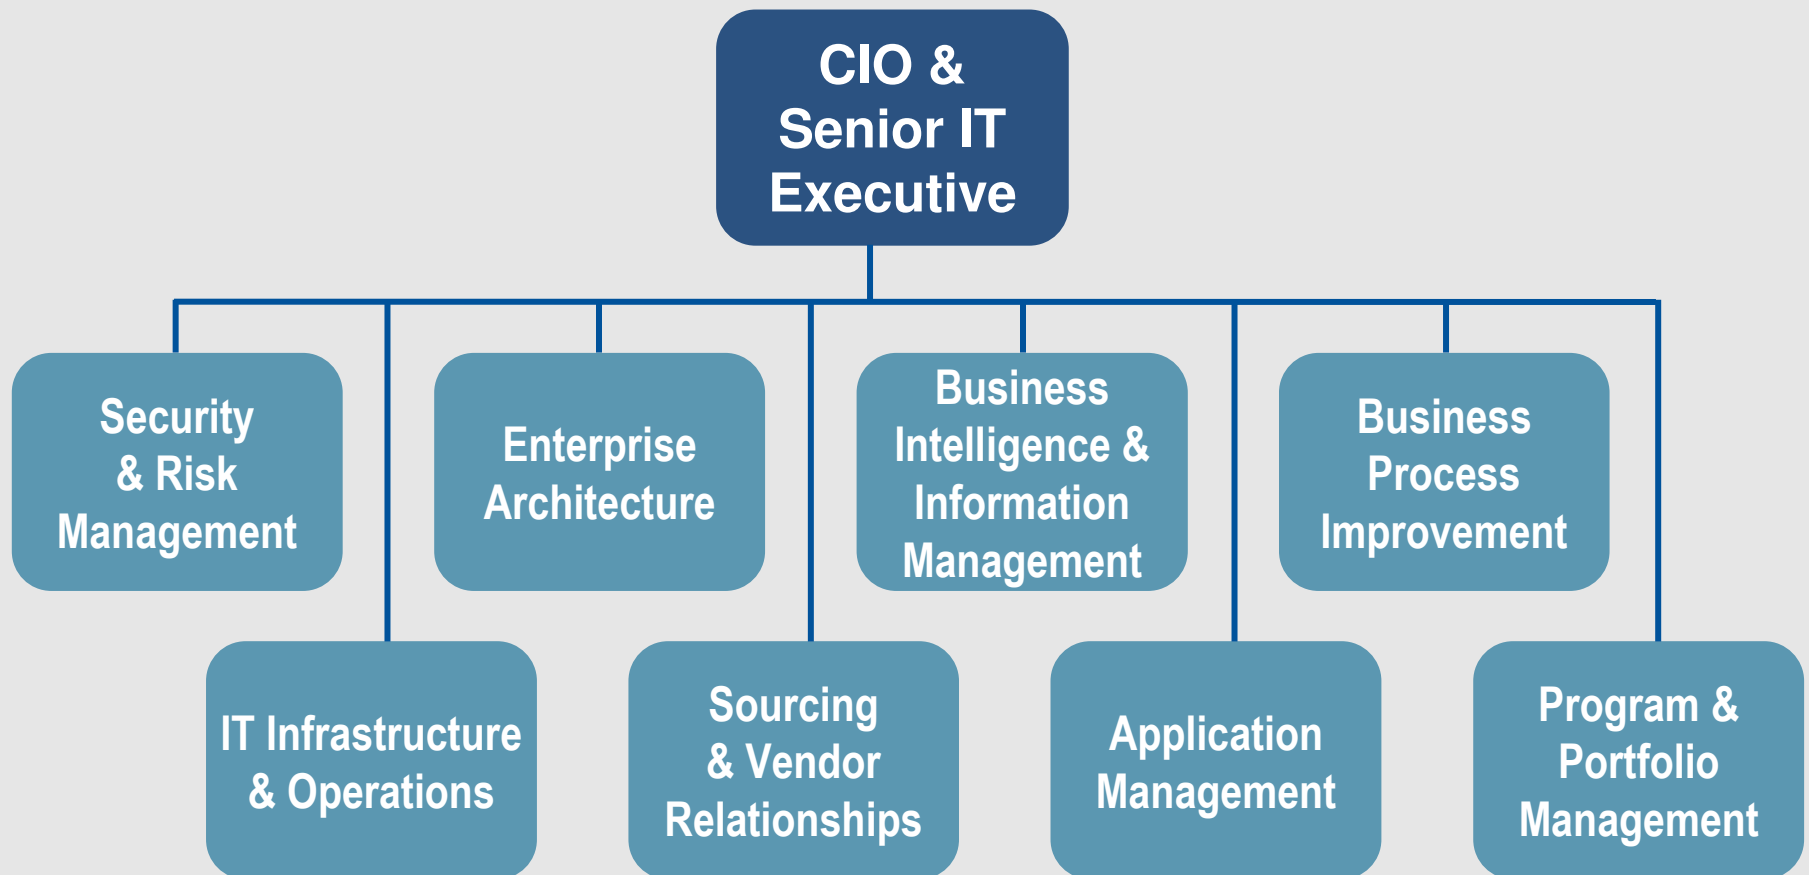 CIO &
Senior IT
Executive
Security
& Risk
Management
Enterprise
Architecture
Business
Intelligence &
Information
Management
Business
Process
Improvement
IT Infrastructure
& Operations
Sourcing
& Vendor
Relationships
Application
Management
Program &
Portfolio
Management